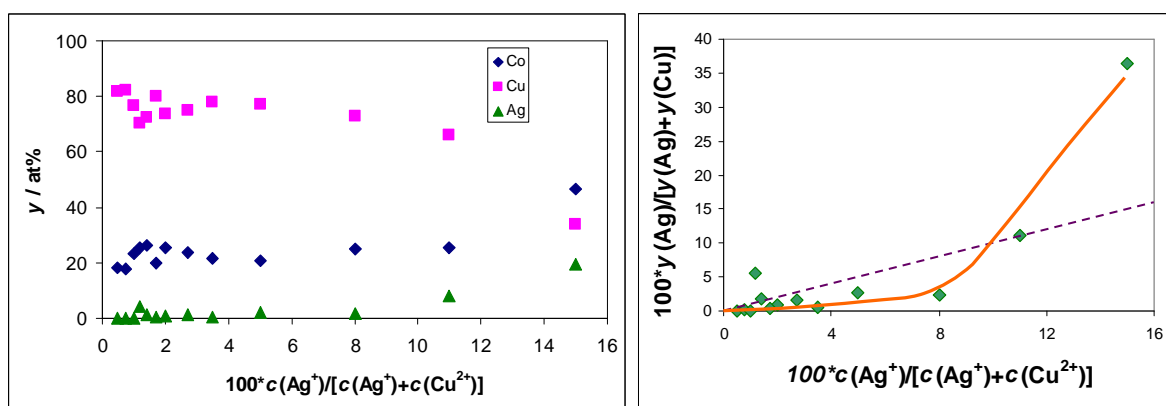 100
80
60
40
20
0
y / at%
Co
Cu
Ag
0 2 4 6 8 10 12 14 16
100*c(Ag⁺)/[c(Ag⁺)+c(Cu²⁺)]
40
35
30
25
20
15
10
5
0
100*y(Ag)/[y(Ag)+y(Cu)]
0 4 8 12 16
100*c(Ag⁺)/[c(Ag⁺)+c(Cu²⁺)]